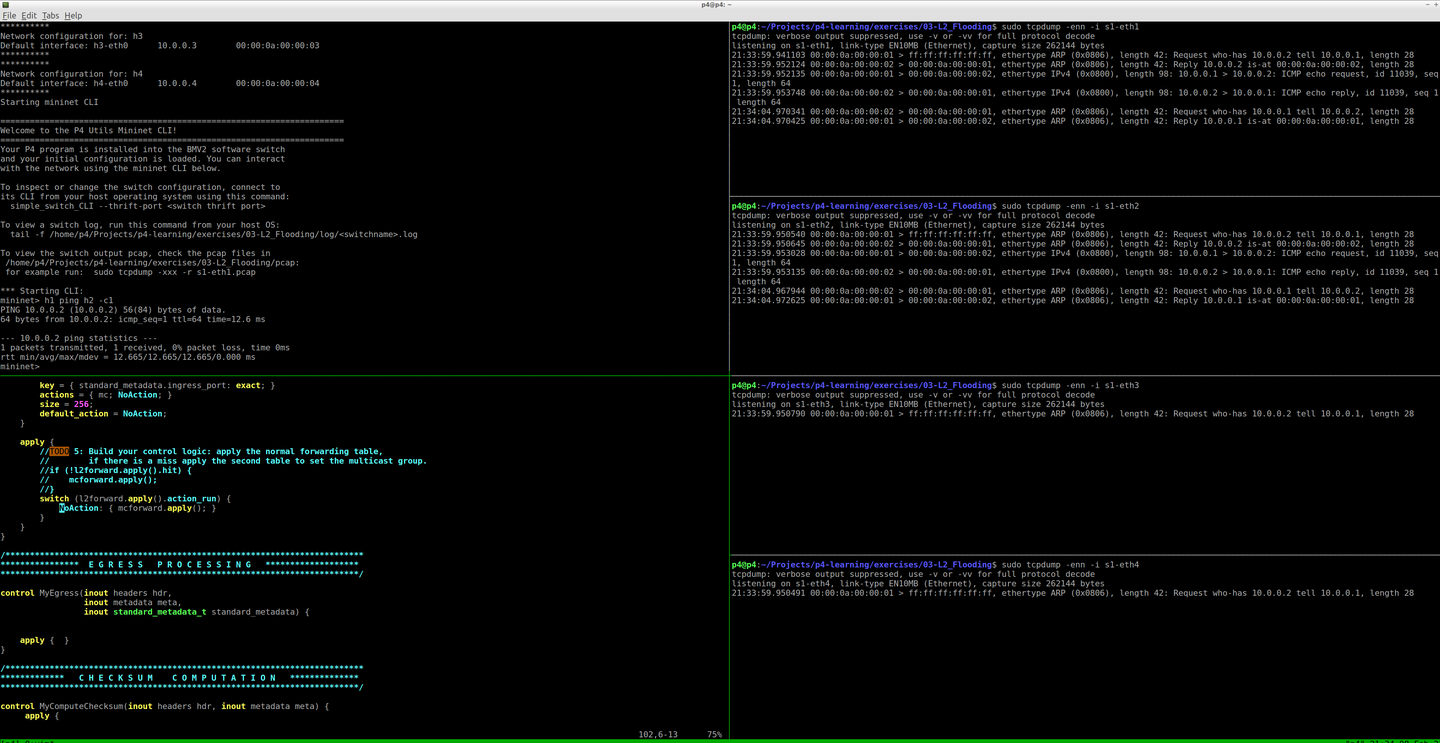 p4@p4: ~
File Edit Tabs Help
**********
Network configuration for: h3
Default interface: h3-eth0 10.0.0.3 00:00:0a:00:00:03
**********
**********
Network configuration for: h4
Default interface: h4-eth0 10.0.0.4 00:00:0a:00:00:04
**********
Starting mininet CLI
======================================================================
Welcome to the P4 Utils Mininet CLI!
======================================================================
Your P4 program is installed into the BMV2 software switch
and your initial configuration is loaded. You can interact
with the network using the mininet CLI below.
To inspect or change the switch configuration, connect to
its CLI from your host operating system using this command:
simple_switch_CLI --thrift-port <switch thrift port>
To view a switch log, run this command from your host OS:
tail -f /home/p4/Projects/p4-learning/exercises/03-L2_Flooding/log/<switchname>.log
To view the switch output pcap, check the pcap files in
/home/p4/Projects/p4-learning/exercises/03-L2_Flooding/pcap:
for example run: sudo tcpdump -xxx -r s1-eth1.pcap
*** Starting CLI:
mininet> h1 ping h2 -c1
PING 10.0.0.2 (10.0.0.2) 56(84) bytes of data.
64 bytes from 10.0.0.2: icmp_seq=1 ttl=64 time=12.6 ms
--- 10.0.0.2 ping statistics ---
1 packets transmitted, 1 received, 0% packet loss, time 0ms
rtt min/avg/max/mdev = 12.665/12.665/12.665/0.000 ms
mininet>
key = { standard_metadata.ingress_port: exact; }
actions = { mc; NoAction; }
size = 256;
default_action = NoAction;
}
apply {
//TODO 5: Build your control logic: apply the normal forwarding table,
// if there is a miss apply the second table to set the multicast group.
//if (!l2forward.apply().hit) {
// mcforward.apply();
//}
switch (l2forward.apply().action_run) {
NoAction: { mcforward.apply(); }
}
}
}
/*************************************************************************
**************** E G R E S S P R O C E S S I N G *******************
*************************************************************************/
control MyEgress(inout headers hdr,
inout metadata meta,
inout standard_metadata_t standard_metadata) {
apply { }
}
/*************************************************************************
************* C H E C K S U M C O M P U T A T I O N **************
*************************************************************************/
control MyComputeChecksum(inout headers hdr, inout metadata meta) {
apply {
102,6-13 75%
p4@p4:~/Projects/p4-learning/exercises/03-L2_Flooding$ sudo tcpdump -enn -i s1-eth1
tcpdump: verbose output suppressed, use -v or -vv for full protocol decode
listening on s1-eth1, link-type EN10MB (Ethernet), capture size 262144 bytes
21:33:59.941103 00:00:0a:00:00:01 > ff:ff:ff:ff:ff:ff, ethertype ARP (0x0806), length 42: Request who-has 10.0.0.2 tell 10.0.0.1, length 28
21:33:59.952124 00:00:0a:00:00:02 > 00:00:0a:00:00:01, ethertype ARP (0x0806), length 42: Reply 10.0.0.2 is-at 00:00:0a:00:00:02, length 28
21:33:59.952135 00:00:0a:00:00:01 > 00:00:0a:00:00:02, ethertype IPv4 (0x0800), length 98: 10.0.0.1 > 10.0.0.2: ICMP echo request, id 11039, seq
1, length 64
21:33:59.953748 00:00:0a:00:00:02 > 00:00:0a:00:00:01, ethertype IPv4 (0x0800), length 98: 10.0.0.2 > 10.0.0.1: ICMP echo reply, id 11039, seq 1
, length 64
21:34:04.970341 00:00:0a:00:00:02 > 00:00:0a:00:00:01, ethertype ARP (0x0806), length 42: Request who-has 10.0.0.1 tell 10.0.0.2, length 28
21:34:04.970425 00:00:0a:00:00:01 > 00:00:0a:00:00:02, ethertype ARP (0x0806), length 42: Reply 10.0.0.1 is-at 00:00:0a:00:00:01, length 28
p4@p4:~/Projects/p4-learning/exercises/03-L2_Flooding$ sudo tcpdump -enn -i s1-eth2
tcpdump: verbose output suppressed, use -v or -vv for full protocol decode
listening on s1-eth2, link-type EN10MB (Ethernet), capture size 262144 bytes
21:33:59.950540 00:00:0a:00:00:01 > ff:ff:ff:ff:ff:ff, ethertype ARP (0x0806), length 42: Request who-has 10.0.0.2 tell 10.0.0.1, length 28
21:33:59.950645 00:00:0a:00:00:02 > 00:00:0a:00:00:01, ethertype ARP (0x0806), length 42: Reply 10.0.0.2 is-at 00:00:0a:00:00:02, length 28
21:33:59.953028 00:00:0a:00:00:01 > 00:00:0a:00:00:02, ethertype IPv4 (0x0800), length 98: 10.0.0.1 > 10.0.0.2: ICMP echo request, id 11039, seq
1, length 64
21:33:59.953135 00:00:0a:00:00:02 > 00:00:0a:00:00:01, ethertype IPv4 (0x0800), length 98: 10.0.0.2 > 10.0.0.1: ICMP echo reply, id 11039, seq 1
, length 64
21:34:04.967944 00:00:0a:00:00:02 > 00:00:0a:00:00:01, ethertype ARP (0x0806), length 42: Request who-has 10.0.0.1 tell 10.0.0.2, length 28
21:34:04.972625 00:00:0a:00:00:01 > 00:00:0a:00:00:02, ethertype ARP (0x0806), length 42: Reply 10.0.0.1 is-at 00:00:0a:00:00:01, length 28
p4@p4:~/Projects/p4-learning/exercises/03-L2_Flooding$ sudo tcpdump -enn -i s1-eth3
tcpdump: verbose output suppressed, use -v or -vv for full protocol decode
listening on s1-eth3, link-type EN10MB (Ethernet), capture size 262144 bytes
21:33:59.950790 00:00:0a:00:00:01 > ff:ff:ff:ff:ff:ff, ethertype ARP (0x0806), length 42: Request who-has 10.0.0.2 tell 10.0.0.1, length 28
p4@p4:~/Projects/p4-learning/exercises/03-L2_Flooding$ sudo tcpdump -enn -i s1-eth4
tcpdump: verbose output suppressed, use -v or -vv for full protocol decode
listening on s1-eth4, link-type EN10MB (Ethernet), capture size 262144 bytes
21:33:59.950491 00:00:0a:00:00:01 > ff:ff:ff:ff:ff:ff, ethertype ARP (0x0806), length 42: Request who-has 10.0.0.2 tell 10.0.0.1, length 28